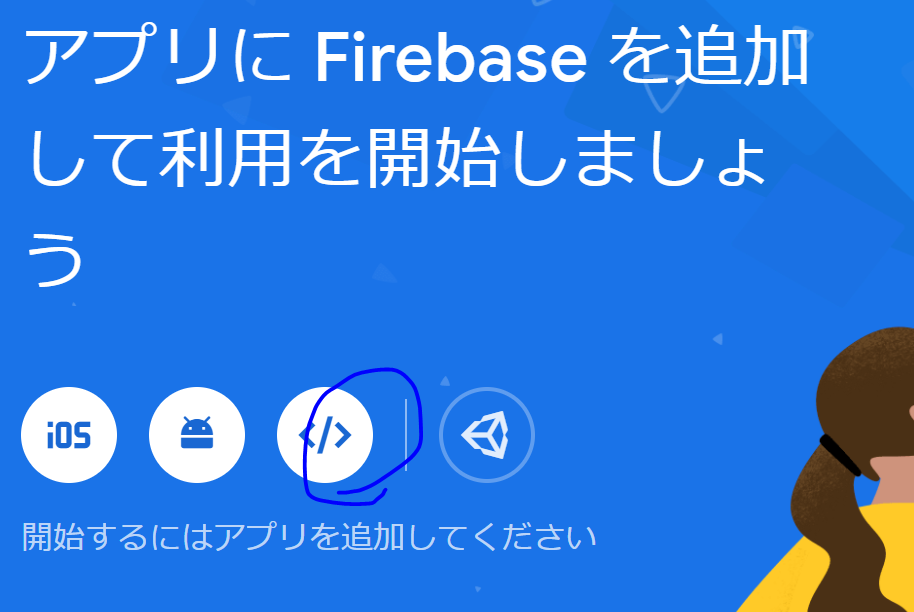 アプリに Firebase を追加
して利用を開始しましょ
う
iOS </>
開始するにはアプリを追加してください